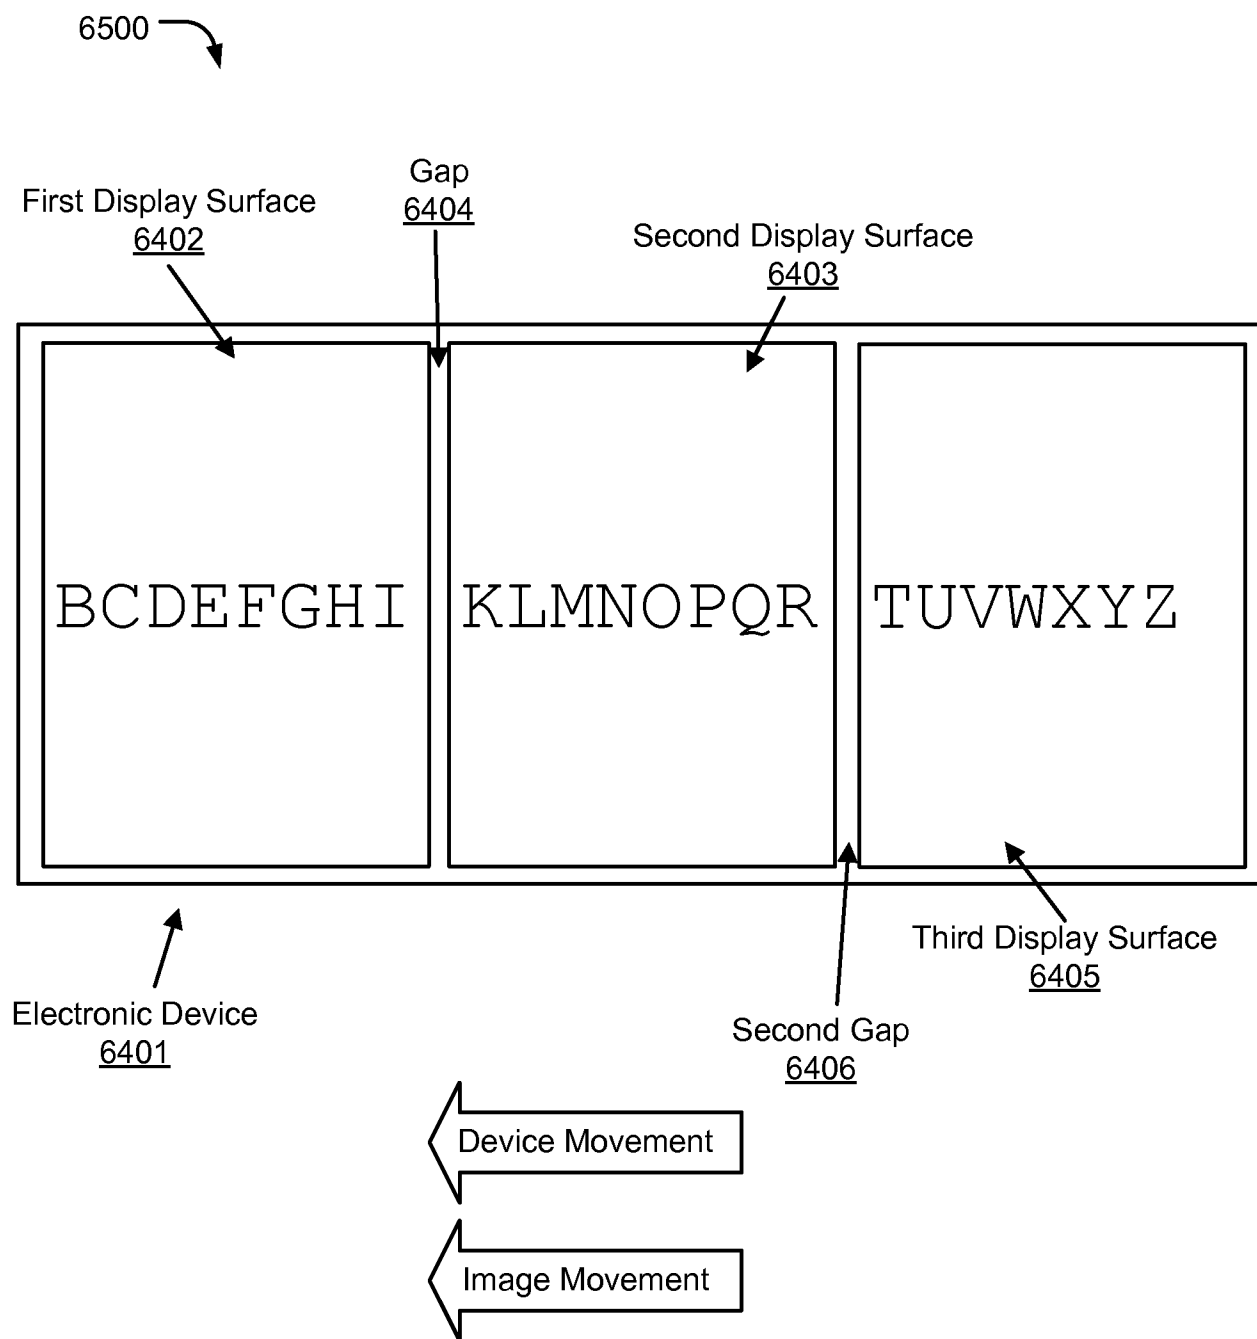 6500
Gap
6404
First Display Surface
6402
Second Display Surface
6403
BCDEFGHI
KLMNOPQR
TUVWXYZ
Third Display Surface
6405
Electronic Device
6401
Second Gap
6406
Device Movement
Image Movement